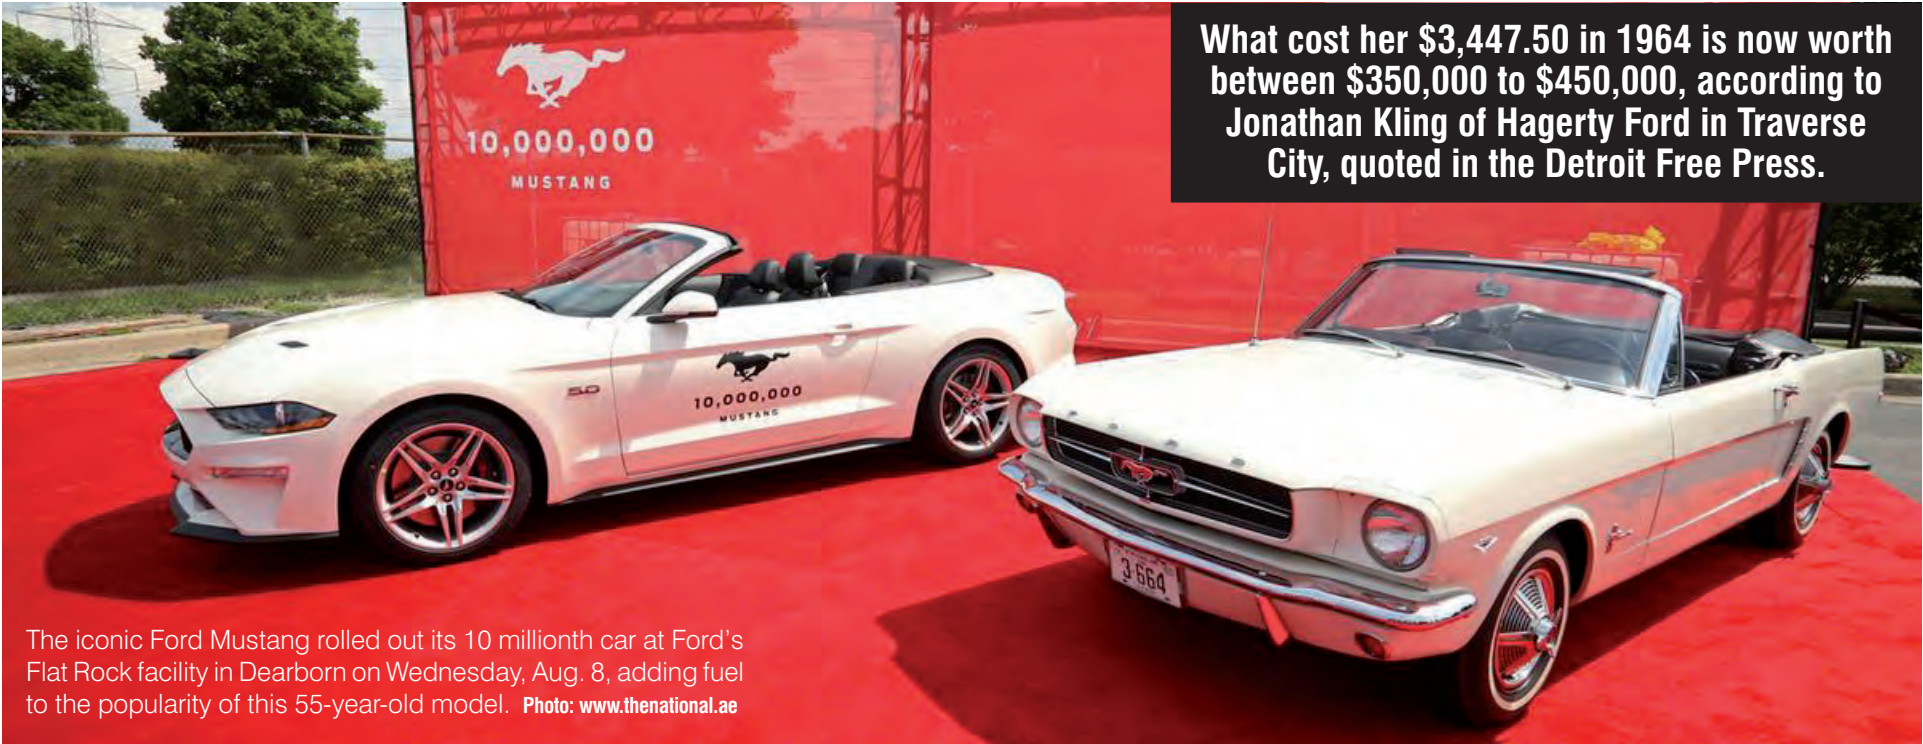 What cost her $3,447.50 in 1964 is now worth
between $350,000 to $450,000, according to
Jonathan Kling of Hagerty Ford in Traverse
City, quoted in the Detroit Free Press.
10,000,000
MUSTANG
5.0
10,000,000
MUSTANG
3 664
The iconic Ford Mustang rolled out its 10 millionth car at Ford's
Flat Rock facility in Dearborn on Wednesday, Aug. 8, adding fuel
to the popularity of this 55-year-old model. Photo: www.thenational.ae